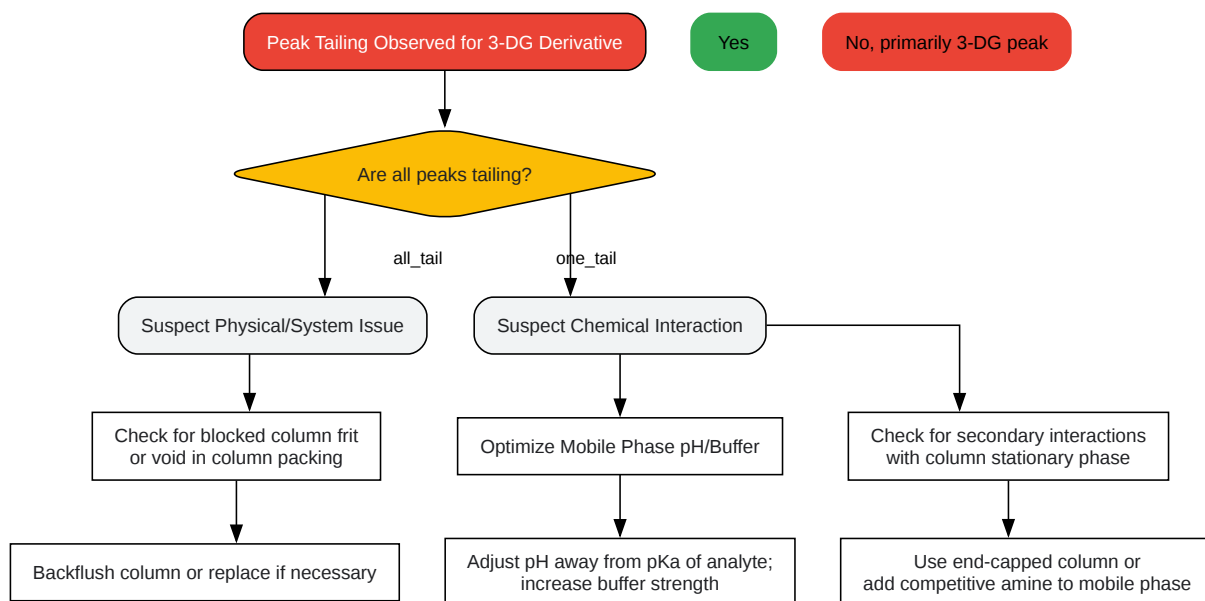 Peak Tailing Observed for 3-DG Derivative
Yes
No, primarily 3-DG peak
Are all peaks tailing?
all_tail
one_tail
Suspect Physical/System Issue
Suspect Chemical Interaction
Check for blocked column frit
or void in column packing
Optimize Mobile Phase pH/Buffer
Check for secondary interactions
with column stationary phase
Backflush column or replace if necessary
Adjust pH away from pKa of analyte;
increase buffer strength
Use end-capped column or
add competitive amine to mobile phase